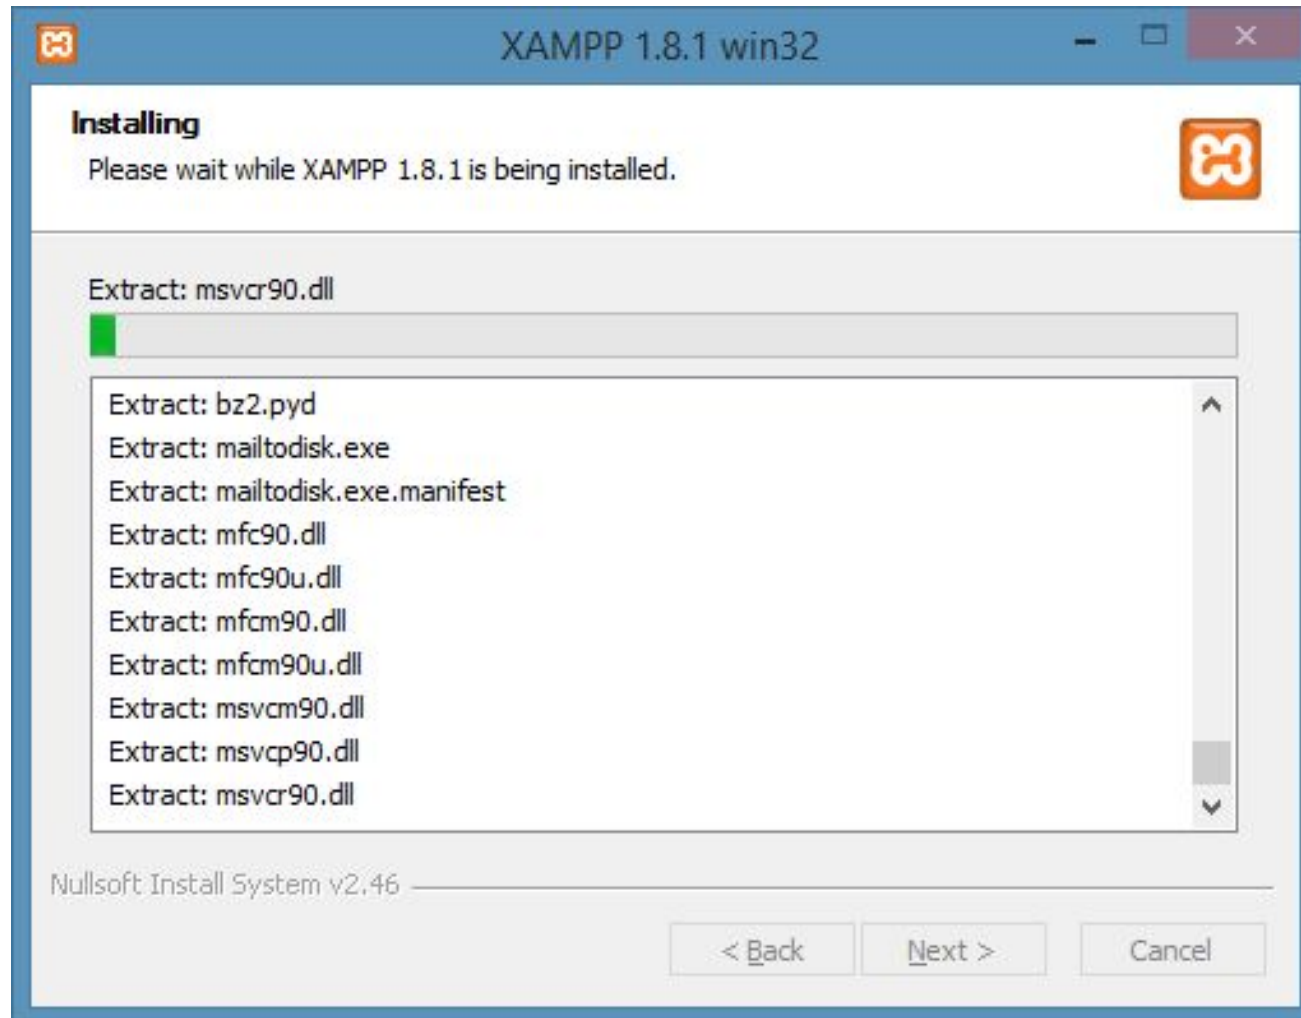 XAMPP 1.8.1 win32
Installing
Please wait while XAMPP 1.8.1 is being installed.
Extract: msvcr90.dll
Extract: bz2.pyd
Extract: mailtodisk.exe
Extract: mailtodisk.exe.manifest
Extract: mfc90.dll
Extract: mfc90u.dll
Extract: mfcm90.dll
Extract: mfcm90u.dll
Extract: msvcm90.dll
Extract: msvcp90.dll
Extract: msvcr90.dll
Nullsoft Install System v2.46
< Back Next > Cancel